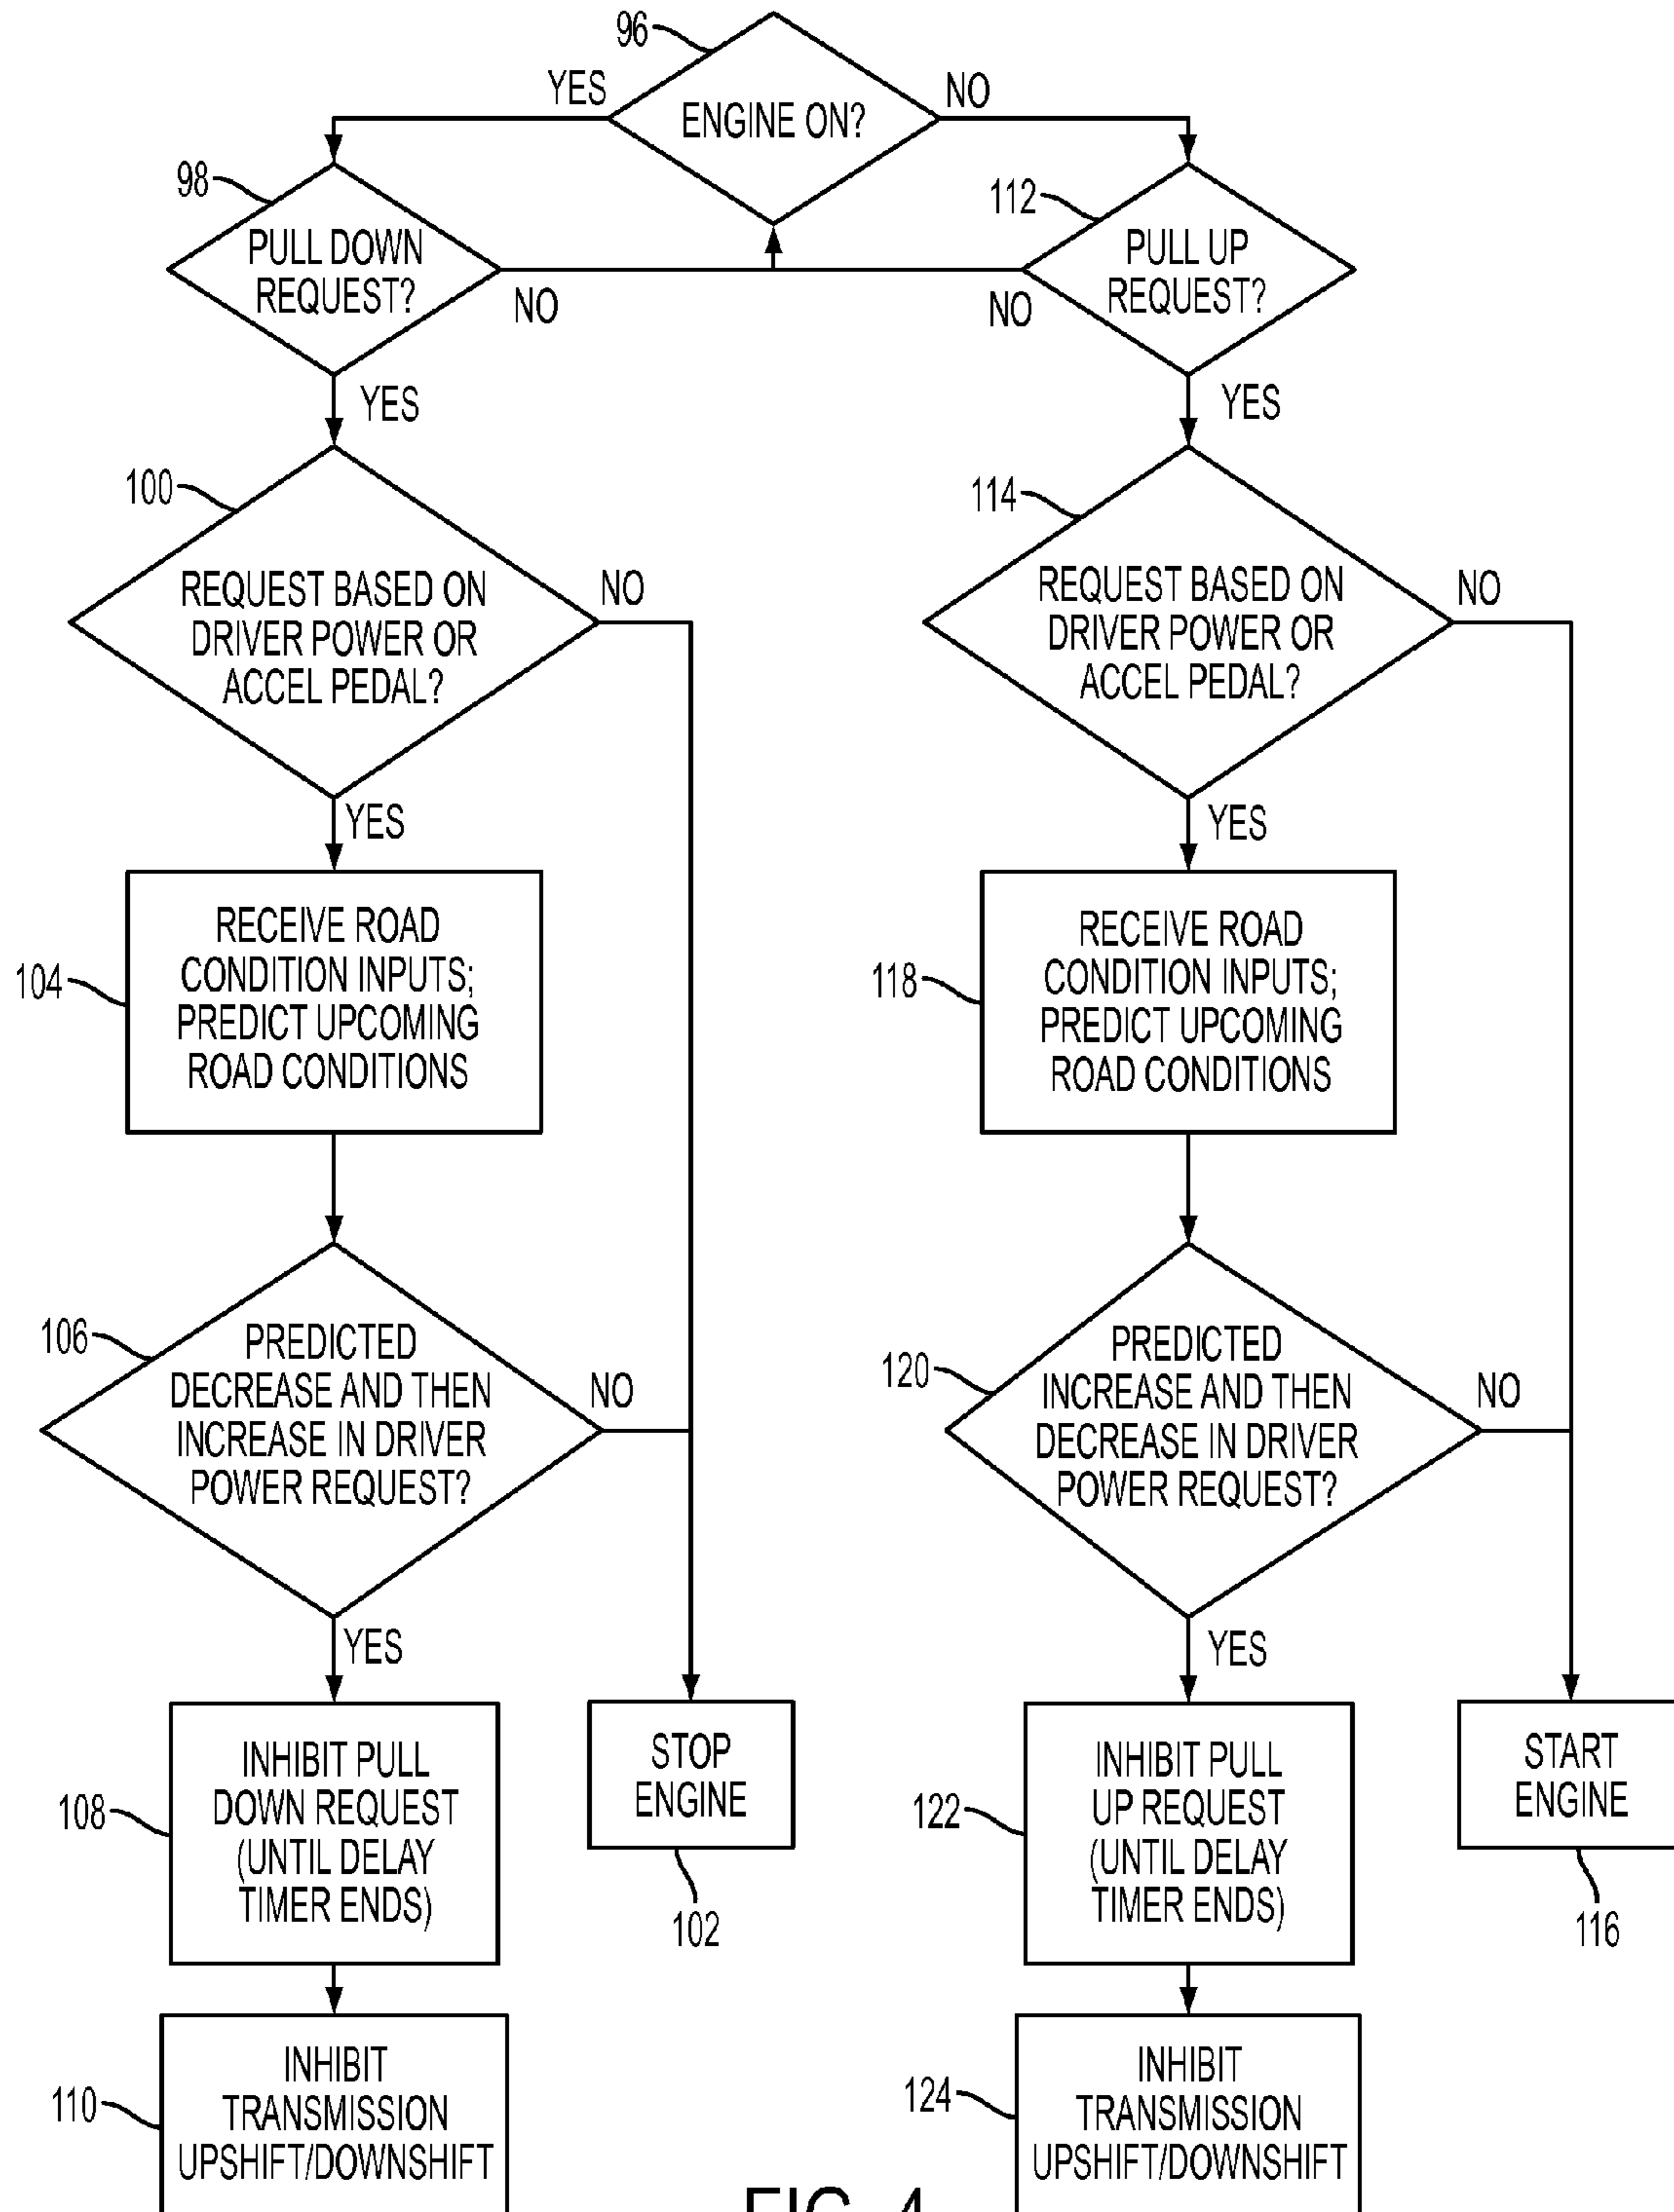 96
YES
ENGINE ON?
NO
98
PULL DOWN
REQUEST?
NO
112
PULL UP
REQUEST?
NO
YES
YES
100
REQUEST BASED ON
DRIVER POWER OR
ACCEL PEDAL?
NO
114
REQUEST BASED ON
DRIVER POWER OR
ACCEL PEDAL?
NO
YES
YES
104
RECEIVE ROAD
CONDITION INPUTS;
PREDICT UPCOMING
ROAD CONDITIONS
118
RECEIVE ROAD
CONDITION INPUTS;
PREDICT UPCOMING
ROAD CONDITIONS
106
PREDICTED
DECREASE AND THEN
INCREASE IN DRIVER
POWER REQUEST?
NO
120
PREDICTED
INCREASE AND THEN
DECREASE IN DRIVER
POWER REQUEST?
NO
YES
YES
108
INHIBIT PULL
DOWN REQUEST
(UNTIL DELAY
TIMER ENDS)
STOP
ENGINE
102
122
INHIBIT PULL
UP REQUEST
(UNTIL DELAY
TIMER ENDS)
START
ENGINE
116
110
INHIBIT
TRANSMISSION
UPSHIFT/DOWNSHIFT
124
INHIBIT
TRANSMISSION
UPSHIFT/DOWNSHIFT
FIG. 4